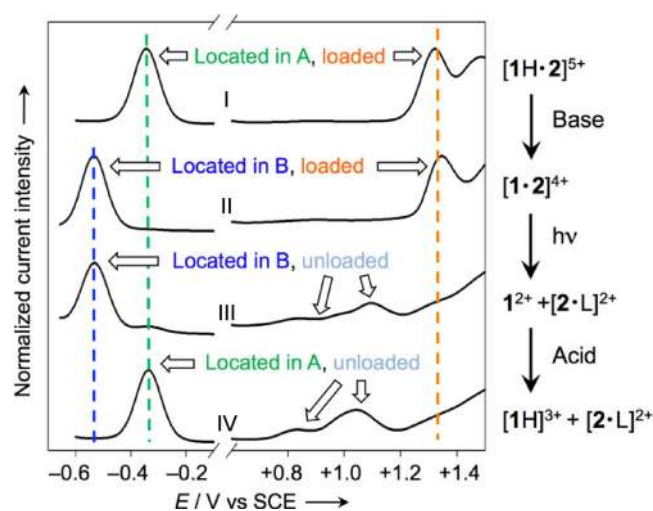 Located in A, loaded
[1H·2]⁵⁺
I
Base
Located in B, loaded
[1·2]⁴⁺
II
hν
Located in B, unloaded
III
1²⁺ +[2·L]²⁺
Located in A, unloaded
Acid
IV
[1H]³⁺ + [2·L]²⁺
Normalized current intensity
–0.6 –0.4 –0.2 +0.8 +1.0 +1.2 +1.4
E / V vs SCE